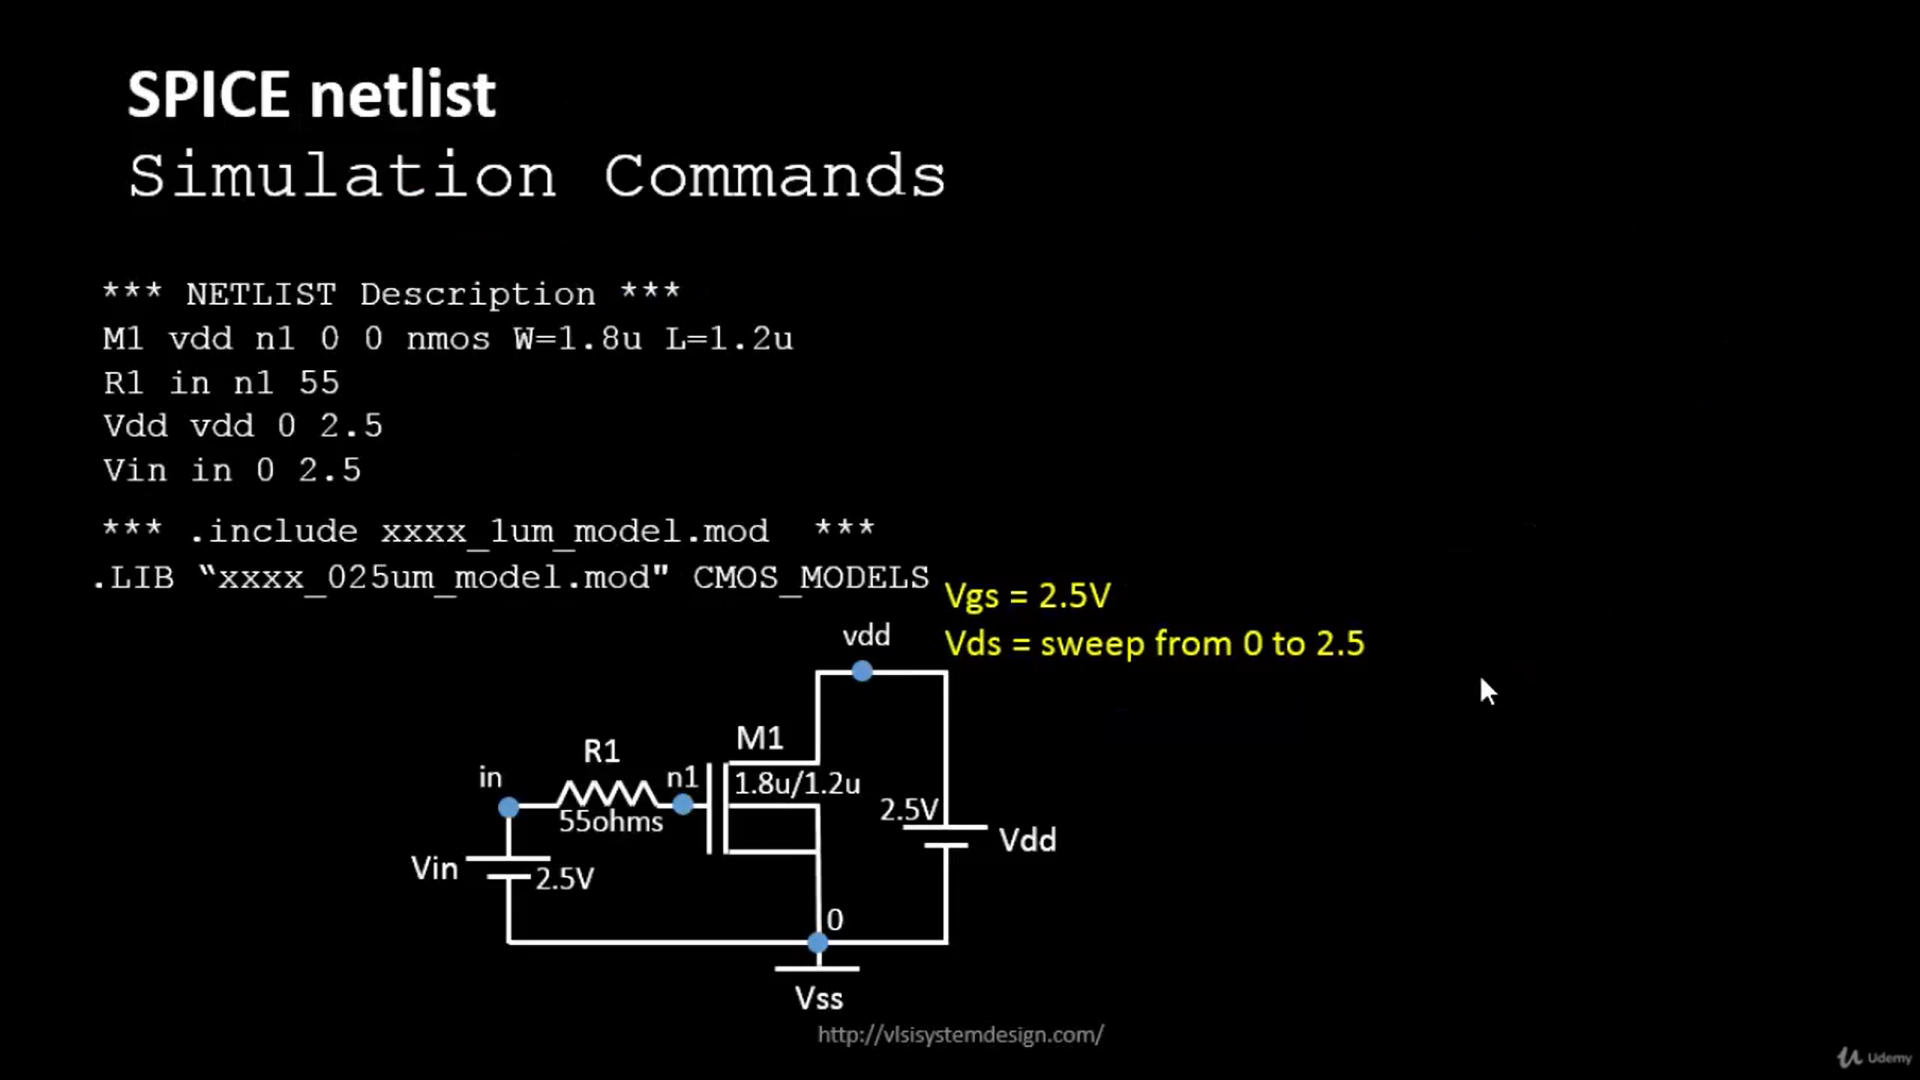 SPICE netlist
Simulation Commands
*** NETLIST Description ***
M1 vdd n1 0 0 nmos W=1.8u L=1.2u
R1 in n1 55
Vdd vdd 0 2.5
Vin in 0 2.5
*** .include xxxx_1um_model.mod ***
.LIB “xxxx_025um_model.mod" CMOS_MODELS
Vgs = 2.5V
vdd
Vds = sweep from 0 to 2.5
M1
R1
in
n1
1.8u/1.2u
55ohms
2.5V
Vdd
Vin
2.5V
0
Vss
http://vlsisystemdesign.com/
Udemy